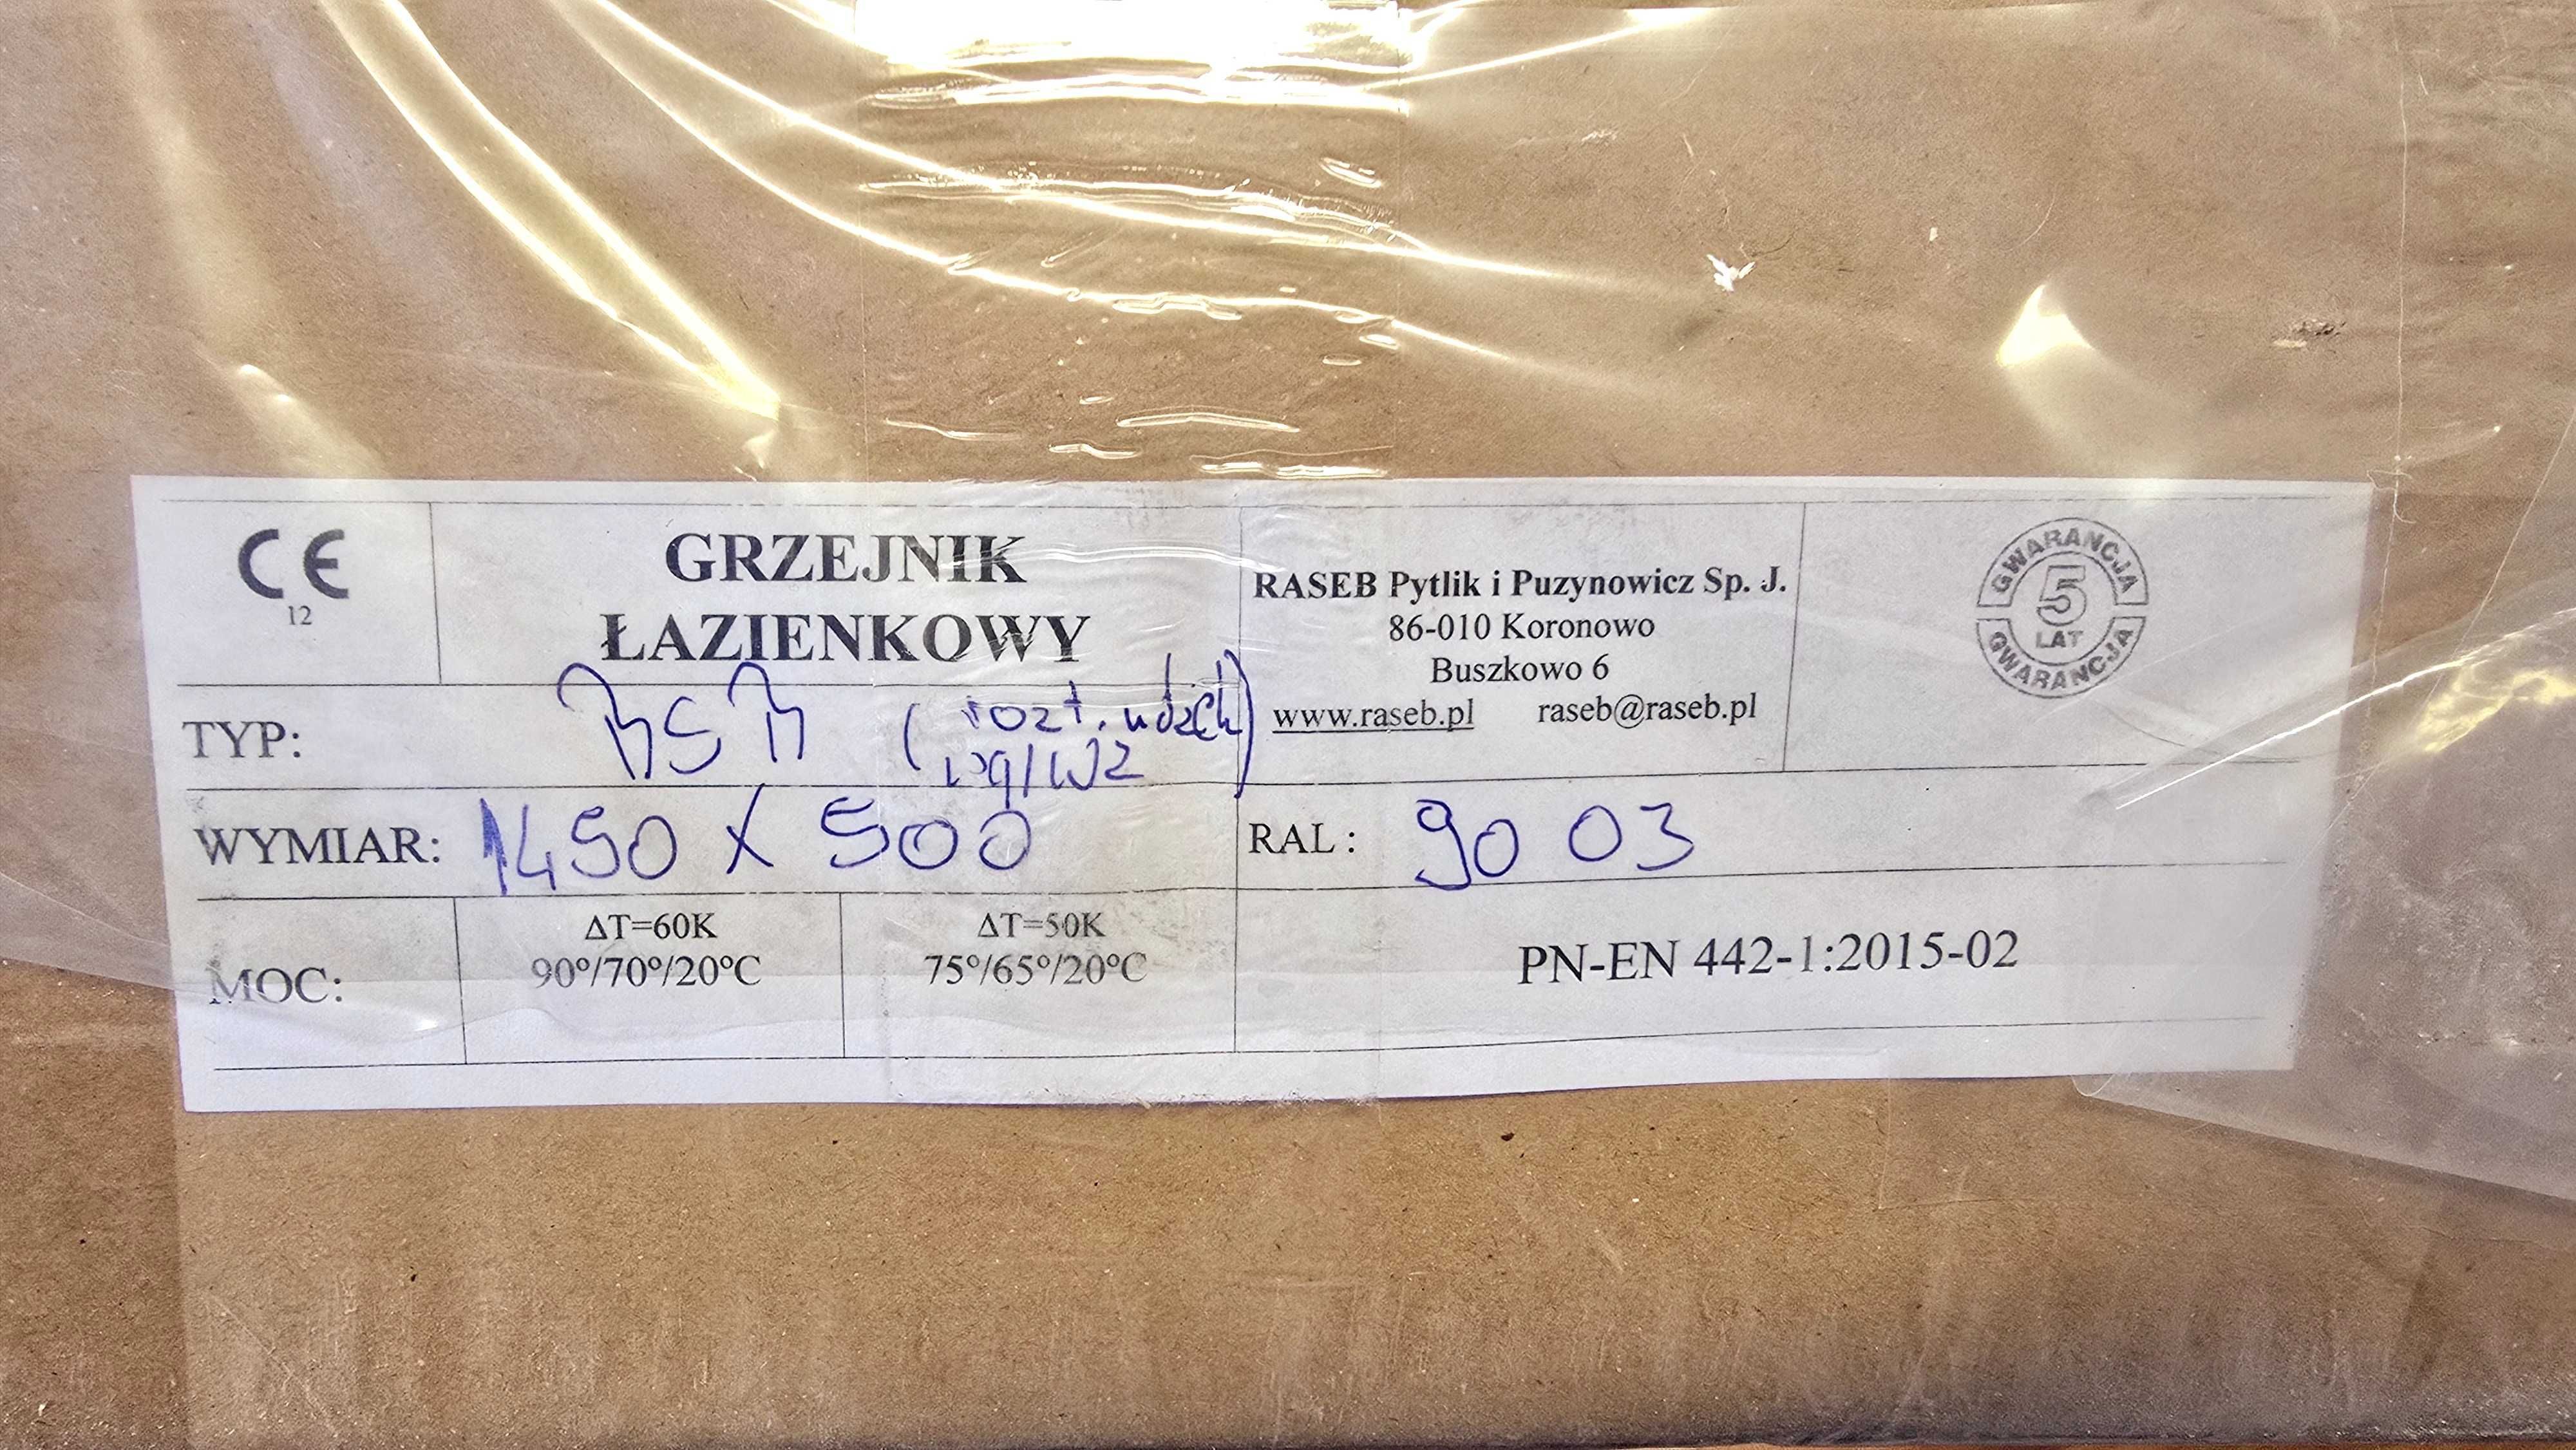 CE
12
GRZEJNIK
ŁAZIENKOWY
RASEB Pytlik i Puzynowicz Sp. J.
86-010 Koronowo
Buszkowo 6
www.raseb.pl raseb@raseb.pl
GWARANCJA
5
LAT
GWARANCJA
TYP:
WYMIAR: 1450 x 500
RAL : 9003
MOC:
ΔT=60K
90°/70°/20°C
ΔT=50K
75°/65°/20°C
PN-EN 442-1:2015-02